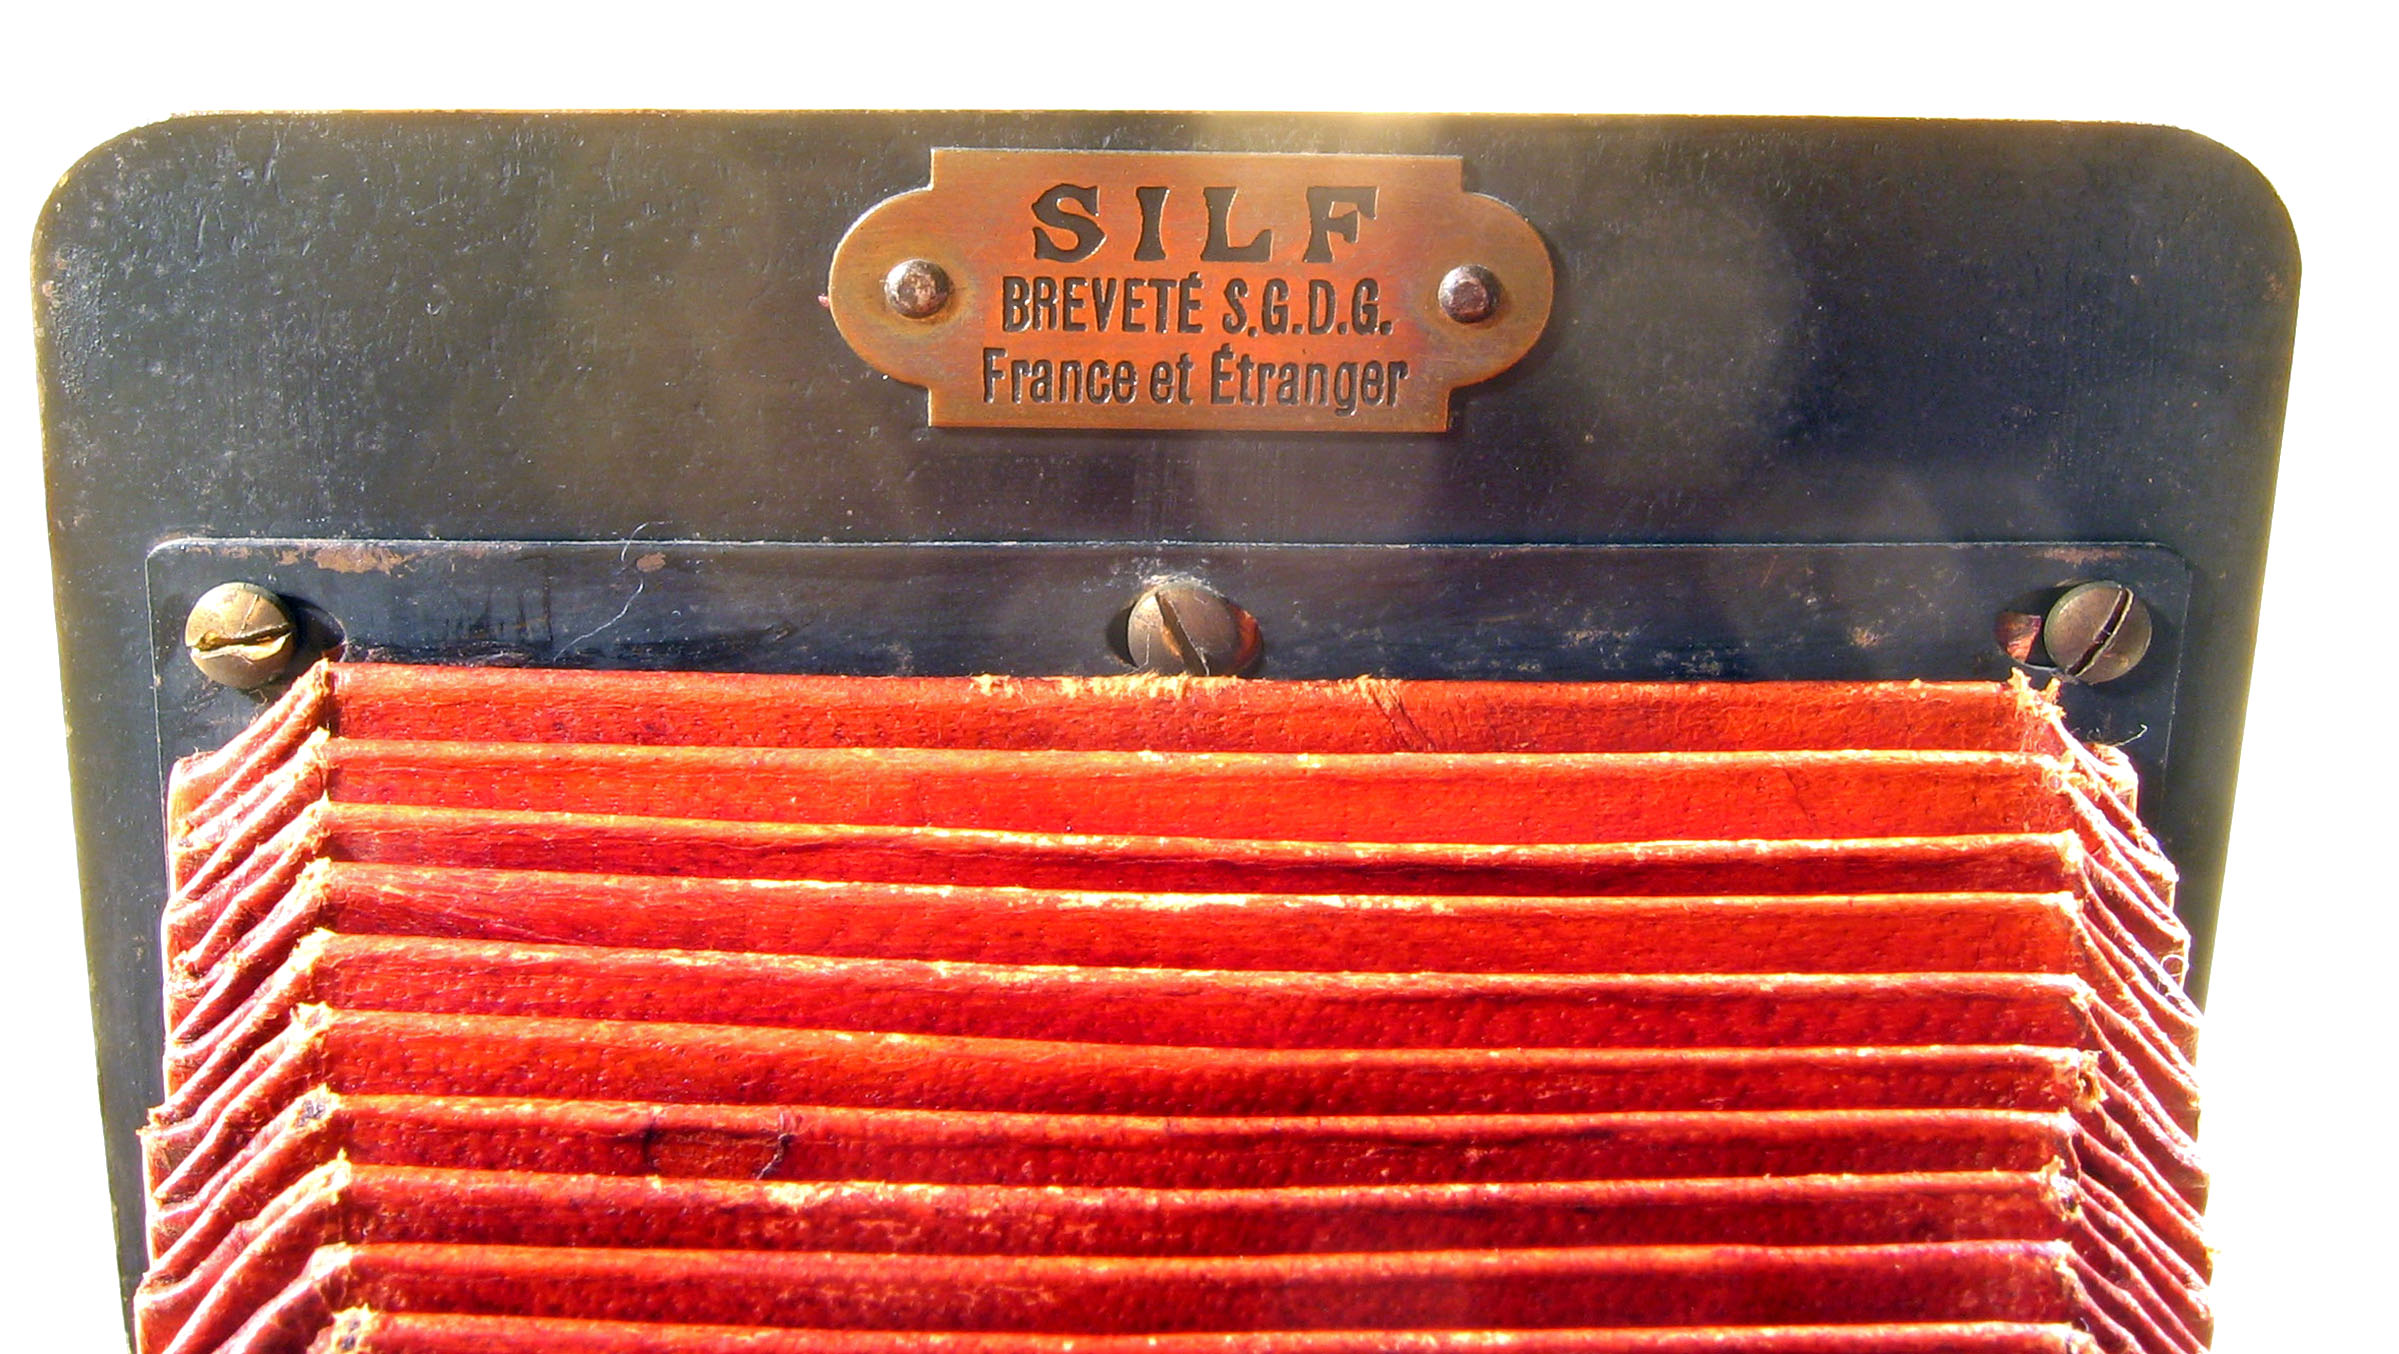 SILF
BREVETÉ S.G.D.G.
France et Étranger